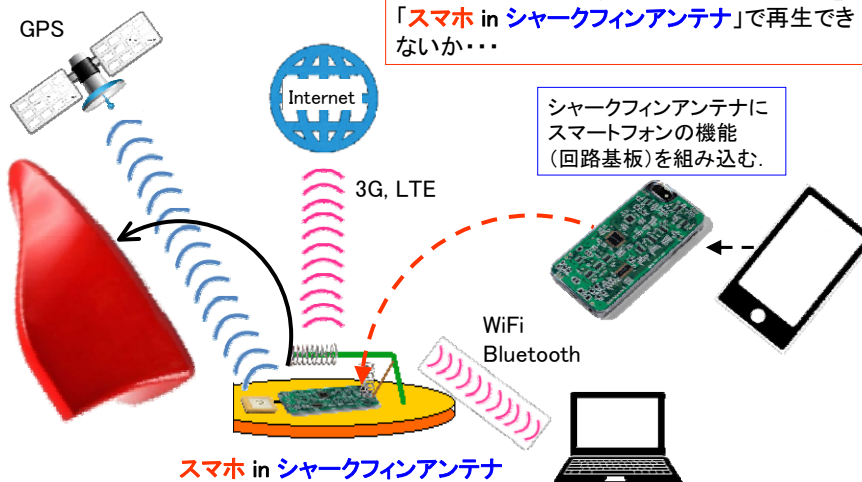 「スマホ in シャークフィンアンテナ」で再生でき
ないか・・・
GPS
Internet
シャークフィンアンテナに
スマートフォンの機能
（回路基板）を組み込む.
3G, LTE
WiFi
Bluetooth
スマホ in シャークフィンアンテナ